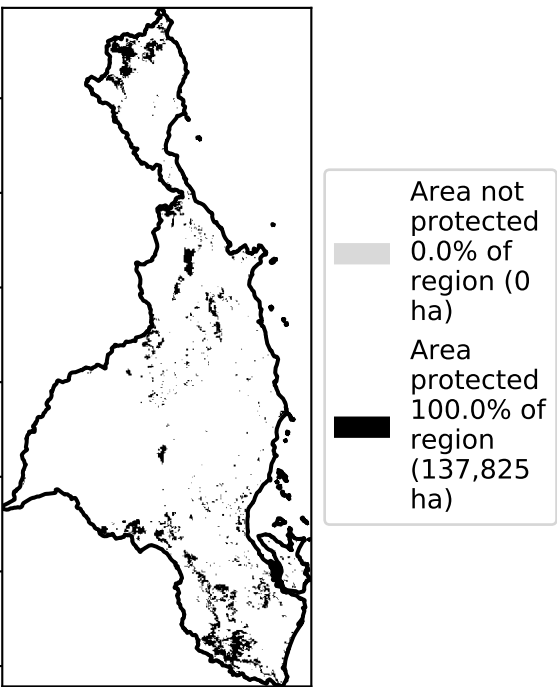 Area not
protected
0.0% of
region (0
ha)
Area
protected
100.0% of
region
(137,825
ha)